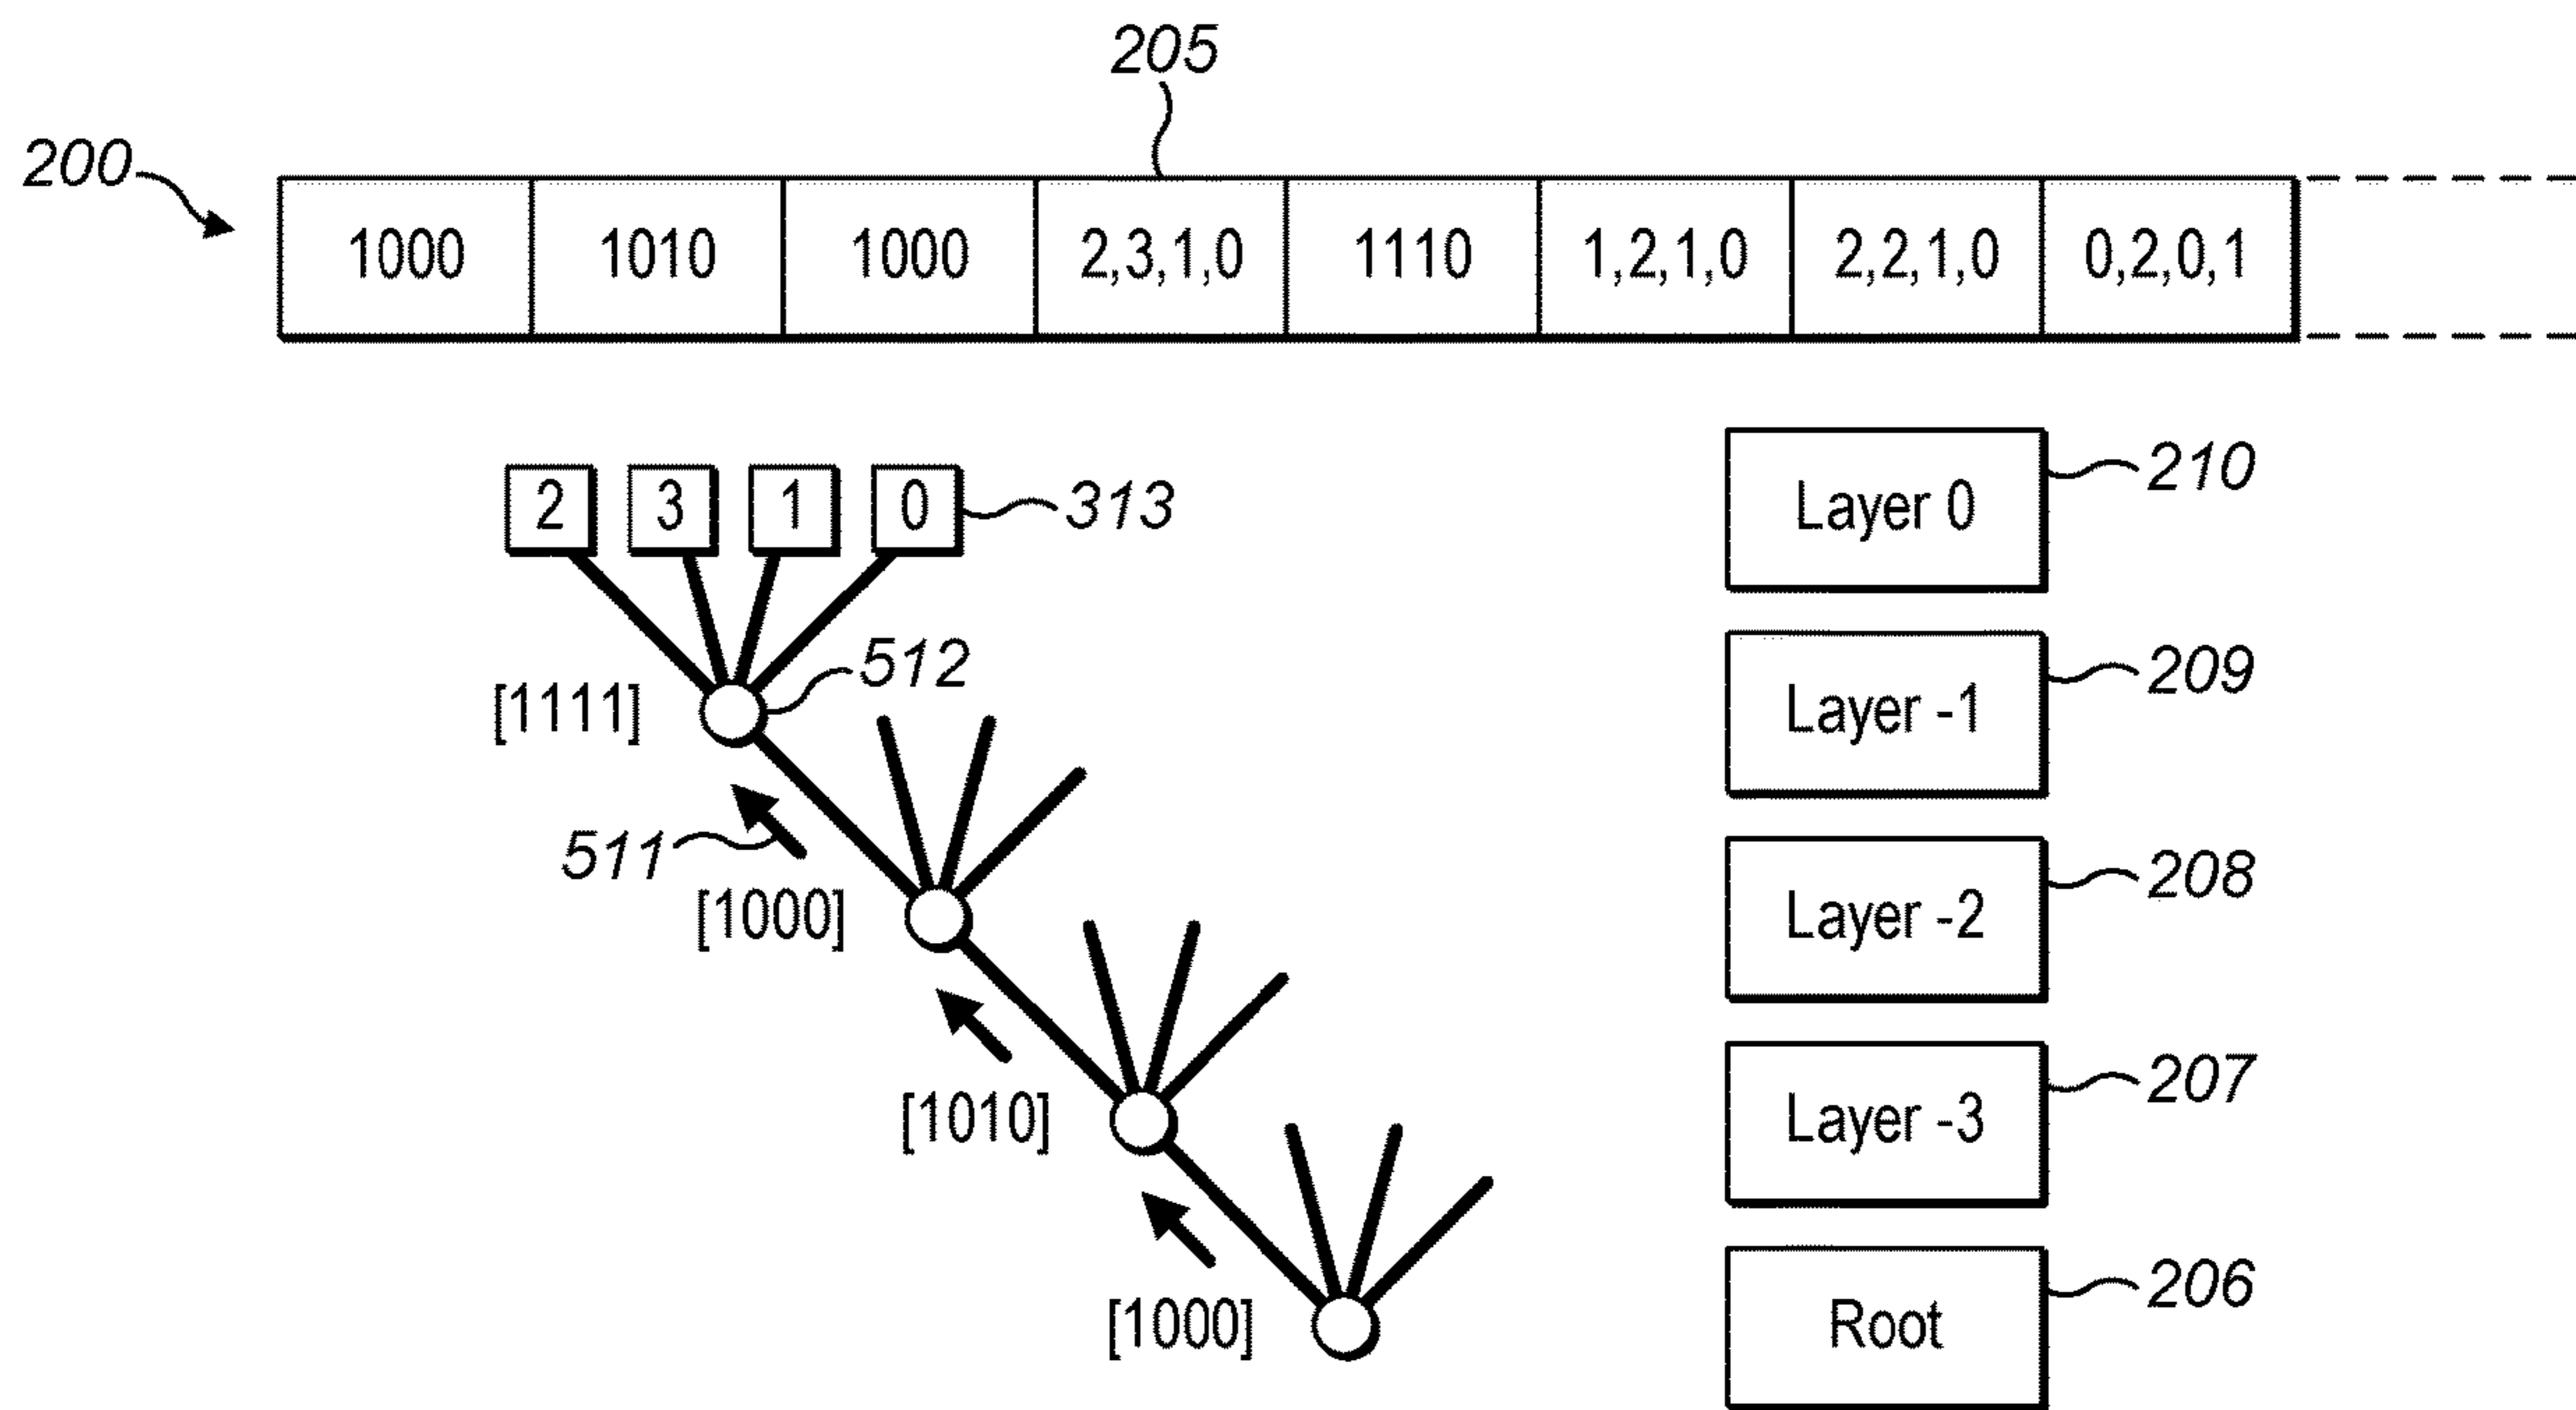 205
200
1000 1010 1000 2,3,1,0 1110 1,2,1,0 2,2,1,0 0,2,0,1
2 3 1 0 313
Layer 0 210
512
[1111]
Layer -1 209
511
[1000]
Layer -2 208
[1010]
Layer -3 207
[1000]
Root 206